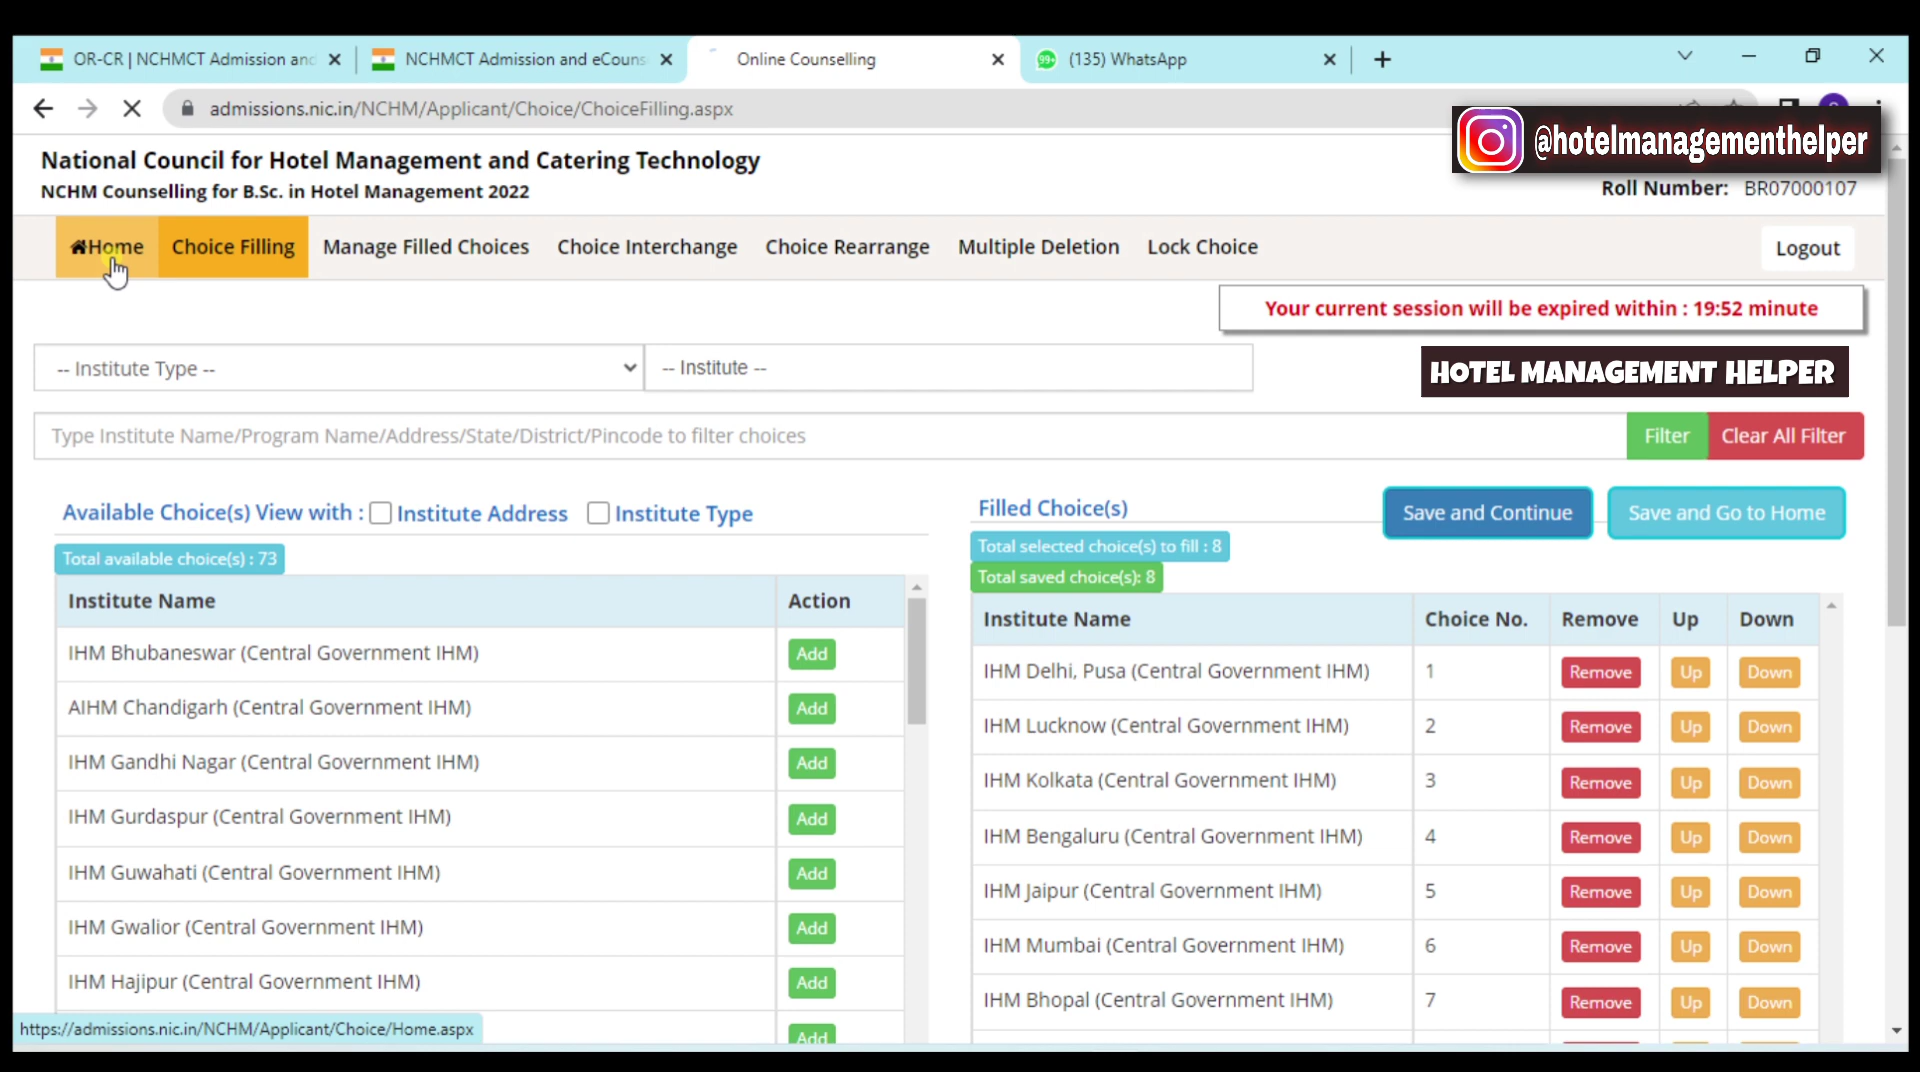 OR-CR | NCHMCT Admission and
NCHMCT Admission and eCouns
Online Counselling
99+
(135) WhatsApp
admissions.nic.in/NCHM/Applicant/Choice/ChoiceFilling.aspx
@hotelmanagementhelper
National Council for Hotel Management and Catering Technology
NCHM Counselling for B.Sc. in Hotel Management 2022
Roll Number: BR07000107
Home
Choice Filling
Manage Filled Choices
Choice Interchange
Choice Rearrange
Multiple Deletion
Lock Choice
Logout
Your current session will be expired within : 19:52 minute
-- Institute Type --
-- Institute --
HOTEL MANAGEMENT HELPER
Type Institute Name/Program Name/Address/State/District/Pincode to filter choices
Filter
Clear All Filter
Available Choice(s) View with : Institute Address Institute Type
Total available choice(s) : 73
Institute Name Action
IHM Bhubaneswar (Central Government IHM) Add
AIHM Chandigarh (Central Government IHM) Add
IHM Gandhi Nagar (Central Government IHM) Add
IHM Gurdaspur (Central Government IHM) Add
IHM Guwahati (Central Government IHM) Add
IHM Gwalior (Central Government IHM) Add
IHM Hajipur (Central Government IHM) Add
Add
Filled Choice(s)
Save and Continue
Save and Go to Home
Total selected choice(s) to fill : 8
Total saved choice(s): 8
Institute Name Choice No. Remove Up Down
IHM Delhi, Pusa (Central Government IHM) 1 Remove Up Down
IHM Lucknow (Central Government IHM) 2 Remove Up Down
IHM Kolkata (Central Government IHM) 3 Remove Up Down
IHM Bengaluru (Central Government IHM) 4 Remove Up Down
IHM Jaipur (Central Government IHM) 5 Remove Up Down
IHM Mumbai (Central Government IHM) 6 Remove Up Down
IHM Bhopal (Central Government IHM) 7 Remove Up Down
https://admissions.nic.in/NCHM/Applicant/Choice/Home.aspx